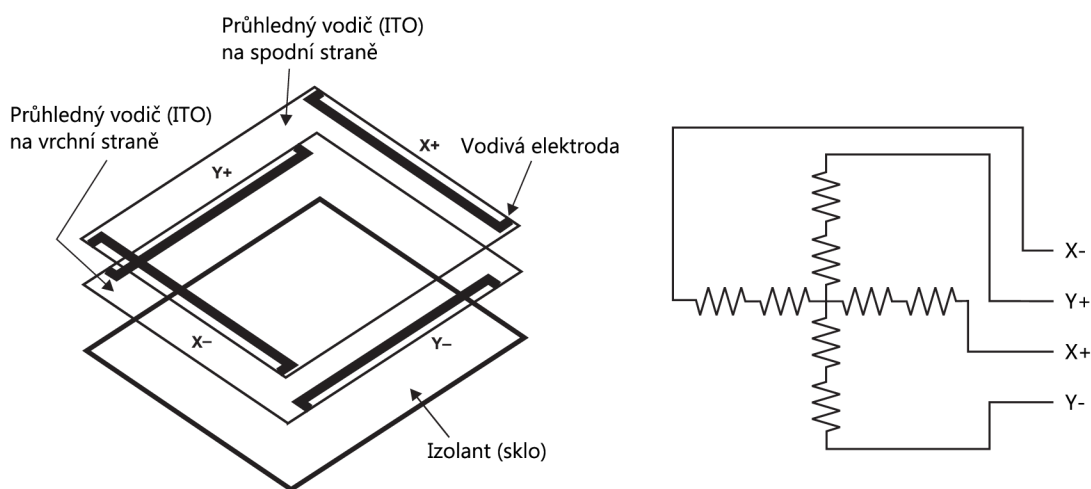 Průhledný vodič (ITO)
na spodní straně
Průhledný vodič (ITO)
na vrchní straně
X+
Vodivá elektroda
Y+
X–
Y–
Izolant (sklo)
X-
Y+
X+
Y-